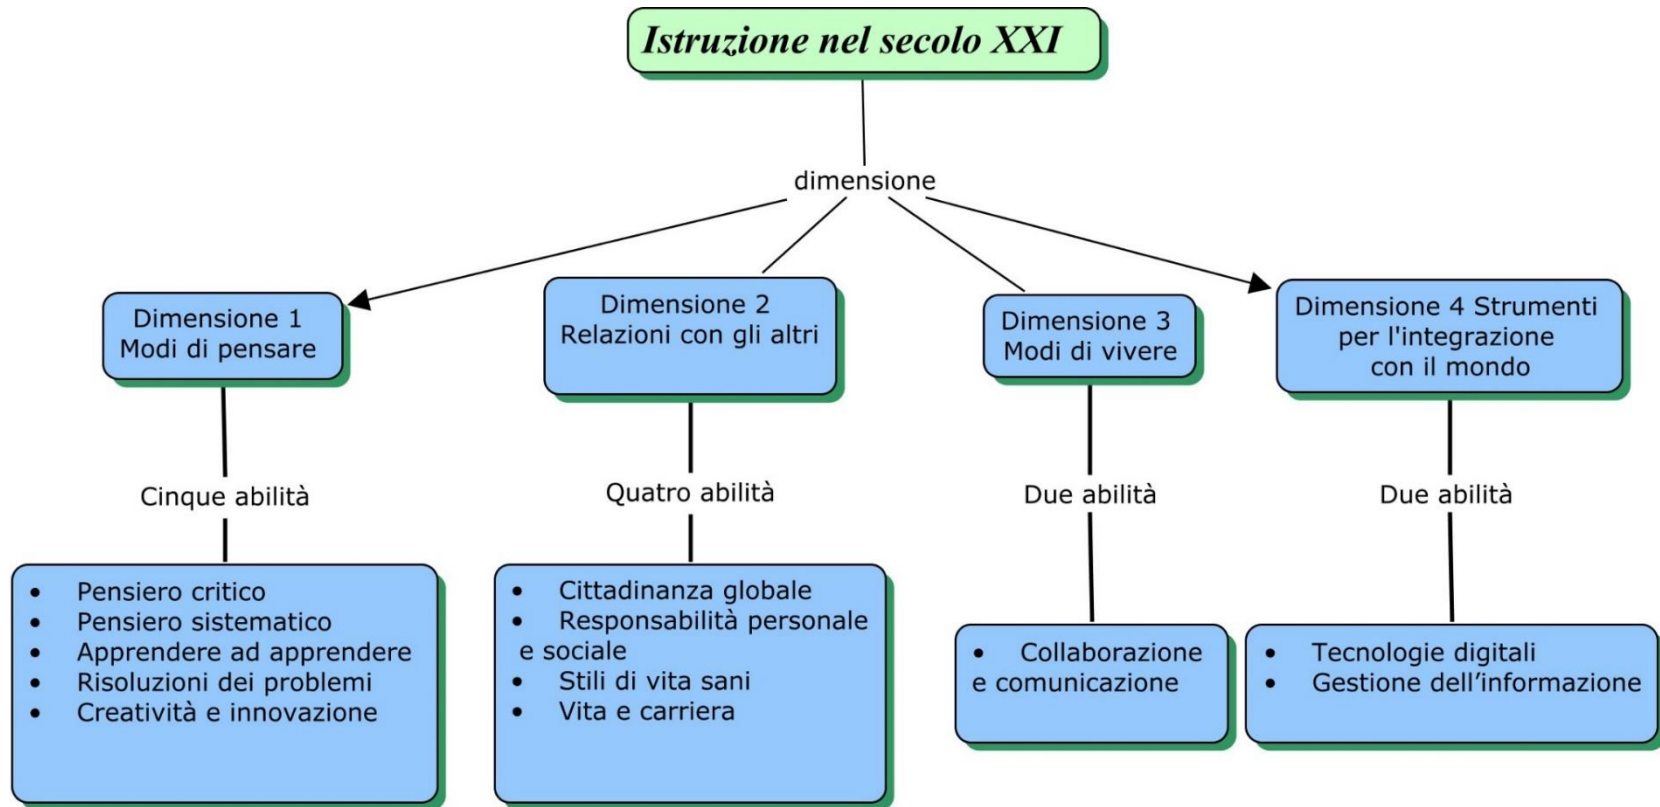 Istruzione nel secolo XXI
dimensione
Dimensione 1
Modi di pensare
Dimensione 2
Relazioni con gli altri
Dimensione 3
Modi di vivere
Dimensione 4 Strumenti
per l'integrazione
con il mondo
Cinque abilità
Quatro abilità
Due abilità
Due abilità
• Pensiero critico
• Pensiero sistematico
• Apprendere ad apprendere
• Risoluzioni dei problemi
• Creatività e innovazione
• Cittadinanza globale
• Responsabilità personale
e sociale
• Stili di vita sani
• Vita e carriera
• Collaborazione
e comunicazione
• Tecnologie digitali
• Gestione dell’informazione